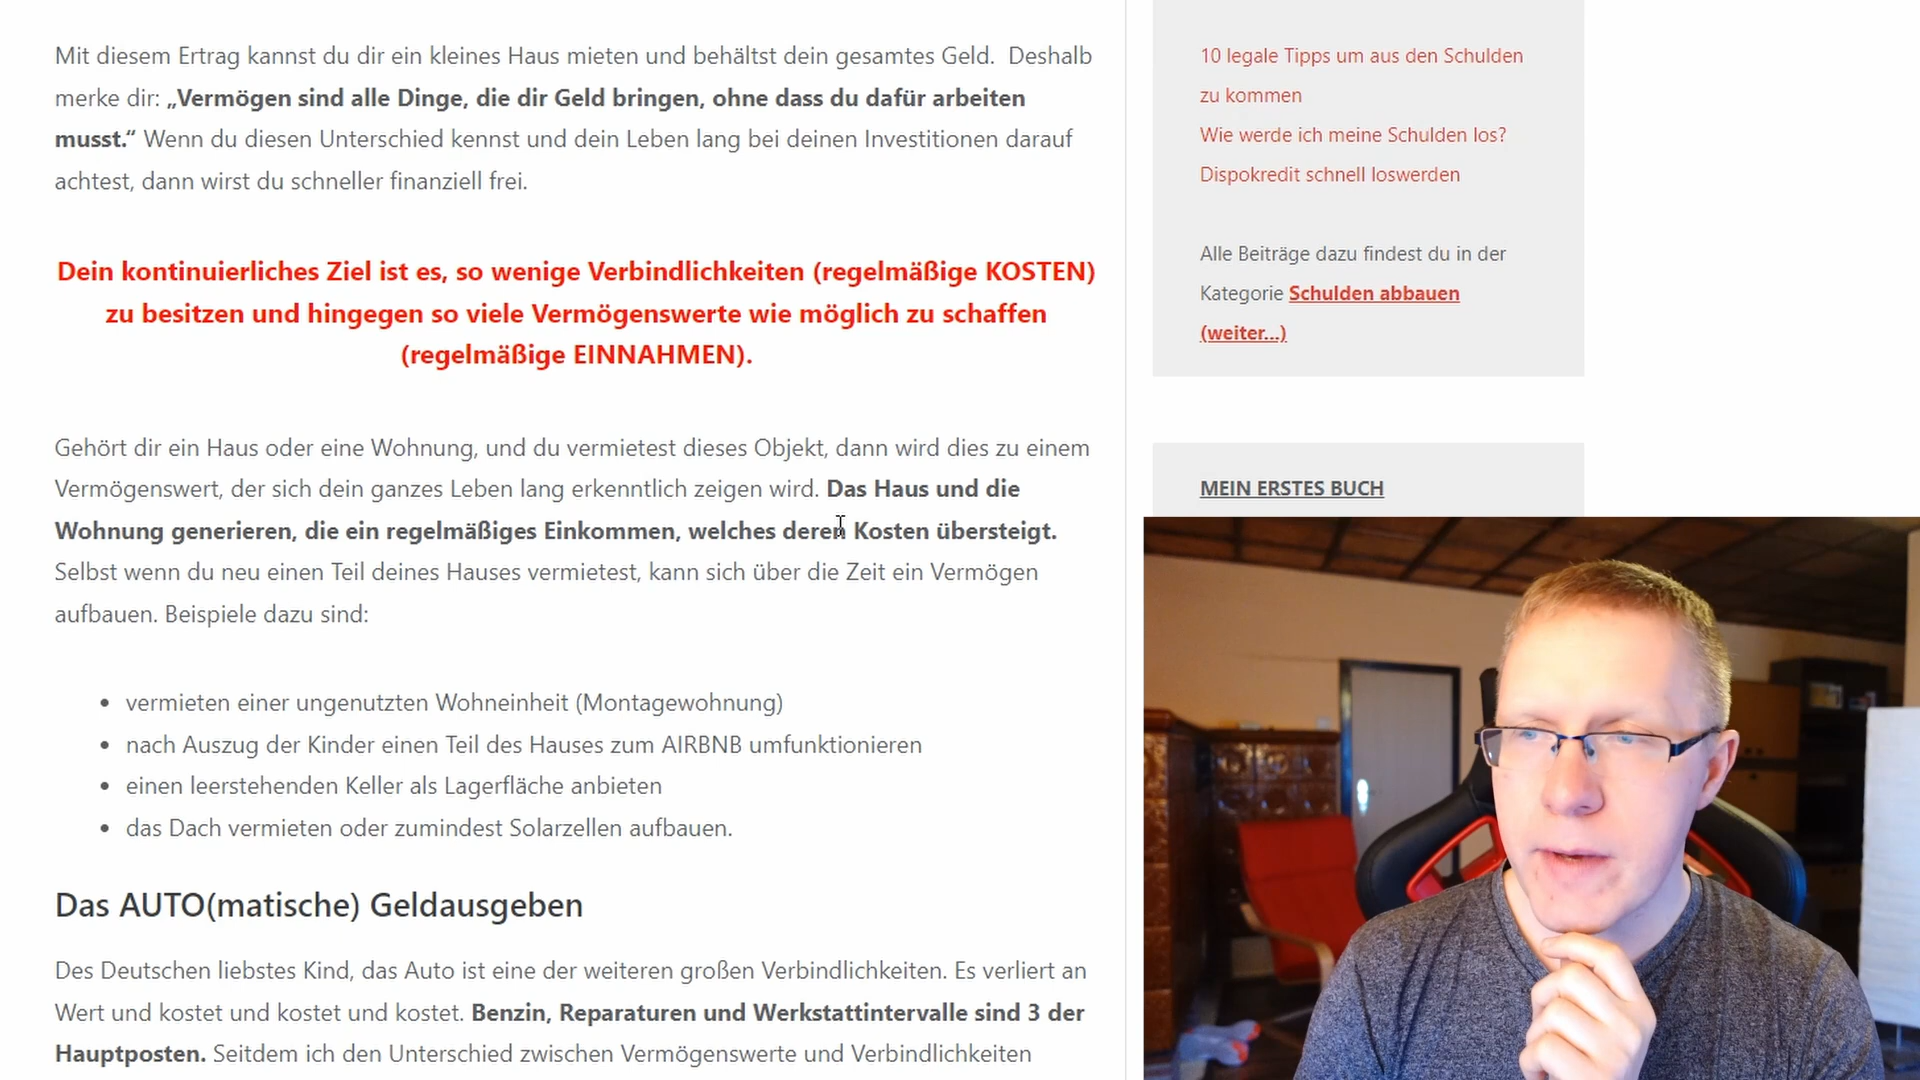 Mit diesem Ertrag kannst du dir ein kleines Haus mieten und behältst dein gesamtes Geld.  Deshalb
merke dir: „Vermögen sind alle Dinge, die dir Geld bringen, ohne dass du dafür arbeiten
musst.“ Wenn du diesen Unterschied kennst und dein Leben lang bei deinen Investitionen darauf
achtest, dann wirst du schneller finanziell frei.
Dein kontinuierliches Ziel ist es, so wenige Verbindlichkeiten (regelmäßige KOSTEN)
zu besitzen und hingegen so viele Vermögenswerte wie möglich zu schaffen
(regelmäßige EINNAHMEN).
Gehört dir ein Haus oder eine Wohnung, und du vermietest dieses Objekt, dann wird dies zu einem
Vermögenswert, der sich dein ganzes Leben lang erkenntlich zeigen wird. Das Haus und die
Wohnung generieren, die ein regelmäßiges Einkommen, welches deren Kosten übersteigt.
Selbst wenn du neu einen Teil deines Hauses vermietest, kann sich über die Zeit ein Vermögen
aufbauen. Beispiele dazu sind:
• vermieten einer ungenutzten Wohneinheit (Montagewohnung)
• nach Auszug der Kinder einen Teil des Hauses zum AIRBNB umfunktionieren
• einen leerstehenden Keller als Lagerfläche anbieten
• das Dach vermieten oder zumindest Solarzellen aufbauen.
Das AUTO(matische) Geldausgeben
Des Deutschen liebstes Kind, das Auto ist eine der weiteren großen Verbindlichkeiten. Es verliert an
Wert und kostet und kostet und kostet. Benzin, Reparaturen und Werkstattintervalle sind 3 der
Hauptposten. Seitdem ich den Unterschied zwischen Vermögenswerte und Verbindlichkeiten
10 legale Tipps um aus den Schulden
zu kommen
Wie werde ich meine Schulden los?
Dispokredit schnell loswerden
Alle Beiträge dazu findest du in der
Kategorie Schulden abbauen
(weiter...)
MEIN ERSTES BUCH